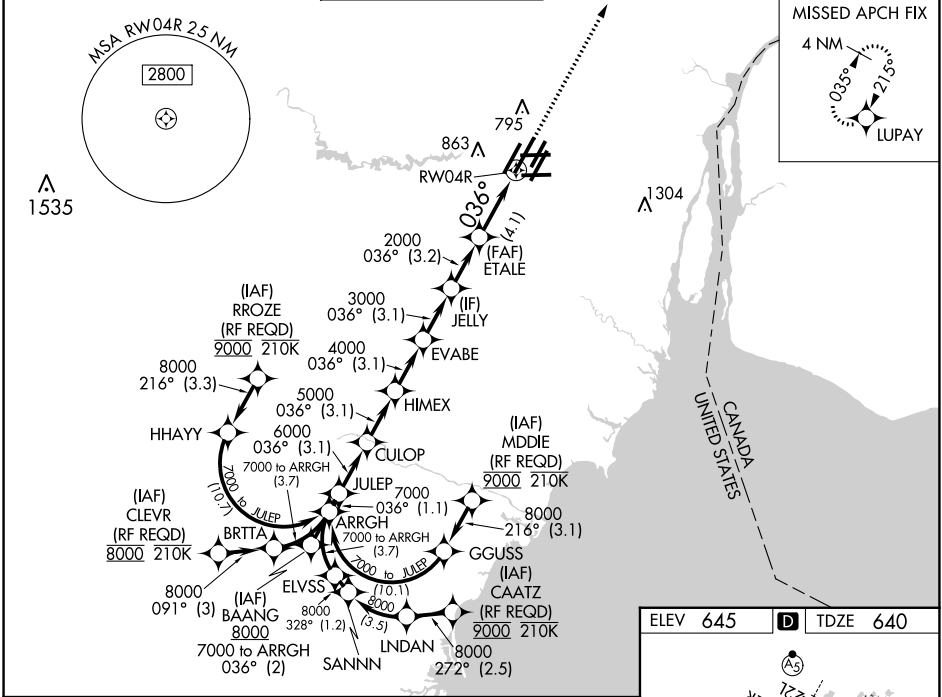 MSA RW04R 25 NM
2800
1535
MISSED APCH FIX
4 NM
035°
215°
LUPAY
795
863
RW04R
1304
036°
(4.1)
(FAF)
ETALE
2000
036° (3.2)
(IF)
JELLY
3000
036° (3.1)
EVABE
4000
036° (3.1)
HIMEX
5000
036° (3.1)
CULOP
6000
036° (3.1)
JULEP
(IAF)
RROZE
(RF REQD)
9000 210K
8000
216° (3.3)
HHAYY
7000 to JULEP
(10.7)
7000 to ARRGH
(3.7)
7000
036° (1.1)
ARRGH
7000 to ARRGH
(3.7)
(IAF)
MDDIE
(RF REQD)
9000 210K
8000
216° (3.1)
GGUSS
7000 to JULEP
(10.1)
(IAF)
CLEVR
(RF REQD)
8000 210K
BRTTA
8000
091° (3)
(IAF)
BAANG
8000
7000 to ARRGH
036° (2)
ELVSS
8000
328° (1.2)
SANNN
8000
(3.5)
LNDAN
(IAF)
CAATZ
(RF REQD)
9000 210K
8000
272° (2.5)
CANADA
UNITED STATES
ELEV 645
D
TDZE 640
A5